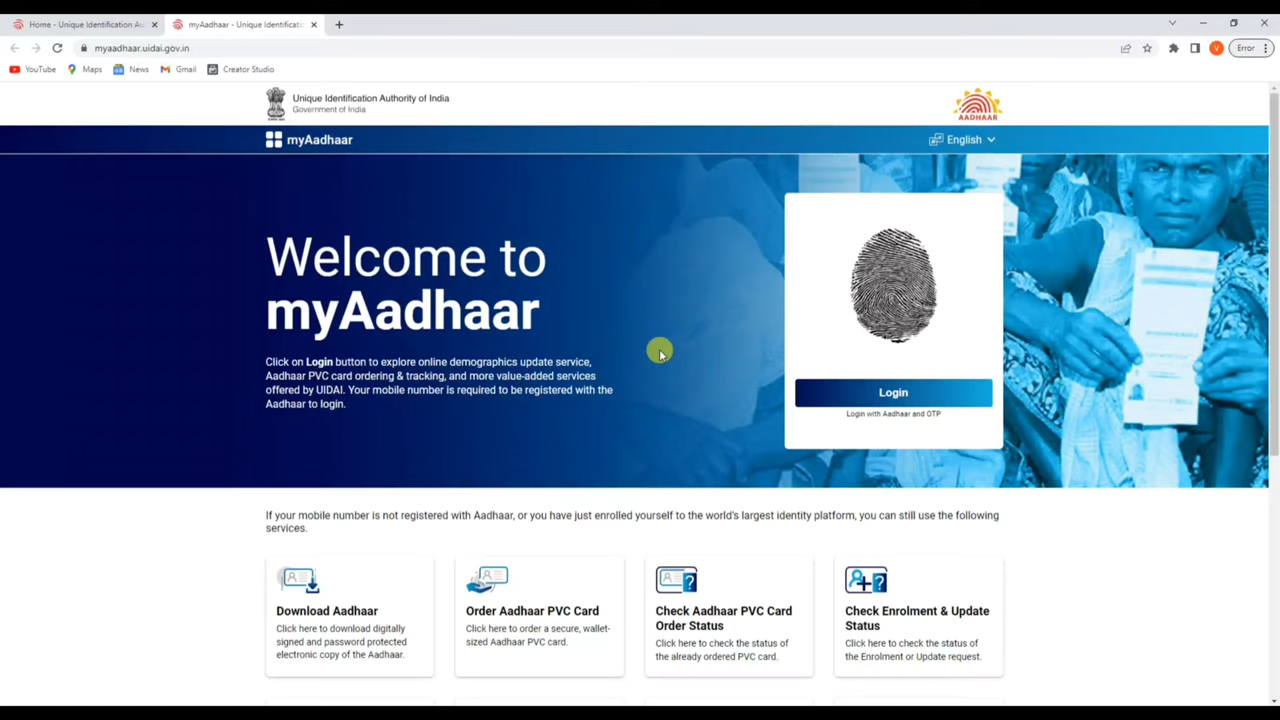 Home - Unique Identification Au
myAadhaar - Unique Identificatio
myaadhaar.uidai.gov.in
V
Error
YouTube
Maps
News
Gmail
Creator Studio
Unique Identification Authority of India
Government of India
AADHAAR
myAadhaar
English
Welcome to
myAadhaar
Click on Login button to explore online demographics update service,
Aadhaar PVC card ordering & tracking, and more value-added services
offered by UIDAI. Your mobile number is required to be registered with the
Aadhaar to login.
Login
Login with Aadhaar and OTP
If your mobile number is not registered with Aadhaar, or you have just enrolled yourself to the world's largest identity platform, you can still use the following
services.
Download Aadhaar
Click here to download digitally
signed and password protected
electronic copy of the Aadhaar.
Order Aadhaar PVC Card
Click here to order a secure, wallet-
sized Aadhaar PVC card.
Check Aadhaar PVC Card
Order Status
Click here to check the status of
the already ordered PVC card.
Check Enrolment & Update
Status
Click here to check the status of
the Enrolment or Update request.